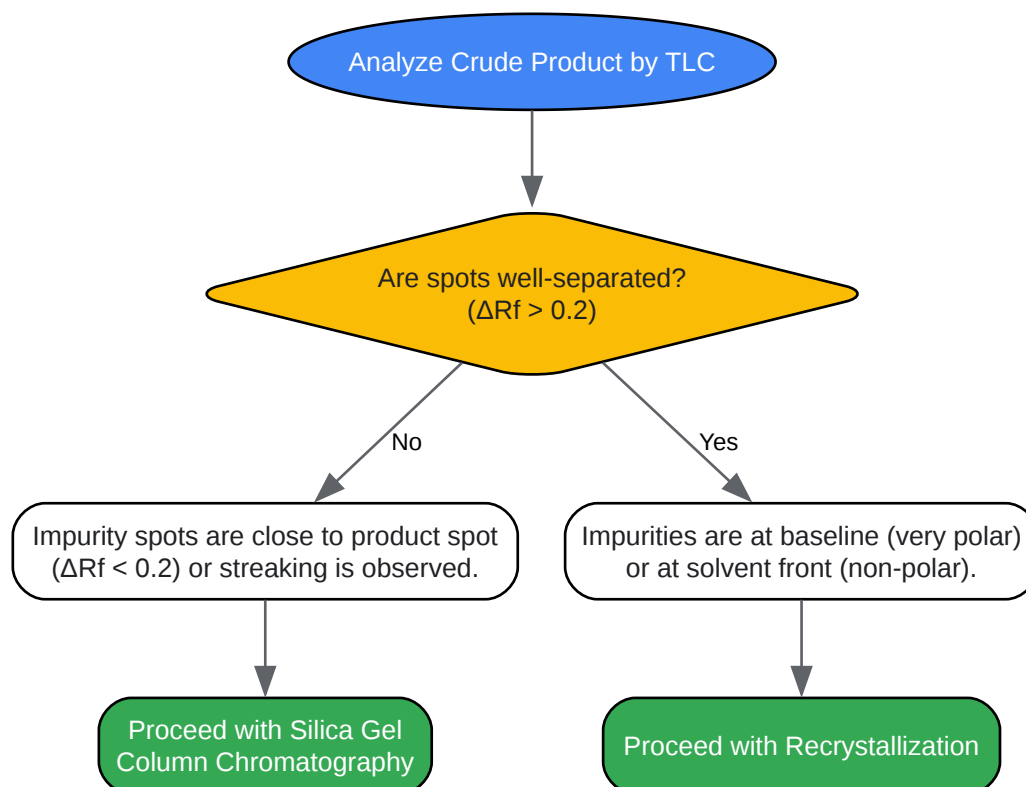 Analyze Crude Product by TLC
Are spots well-separated?
(ΔRf > 0.2)
No
Yes
Impurity spots are close to product spot
(ΔRf < 0.2) or streaking is observed.
Impurities are at baseline (very polar)
or at solvent front (non-polar).
Proceed with Silica Gel
Column Chromatography
Proceed with Recrystallization